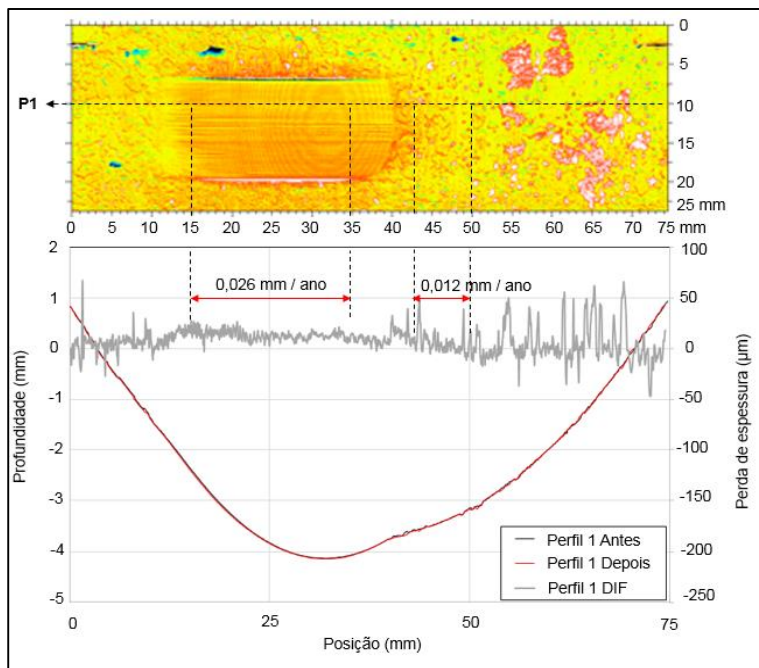 0
5
P1
10
15
20
25 mm
0 5 10 15 20 25 30 35 40 45 50 55 60 65 70 75
mm
2 100
0,026 mm / ano 0,012 mm / ano
1 50
0 0
-1 -50
-2 -100
-3 -150
-4 -200
-5 -250
Profundidade (mm)
Perda de espessura (µm)
Perfil 1 Antes
Perfil 1 Depois
Perfil 1 DIF
0 25 50 75
Posição (mm)